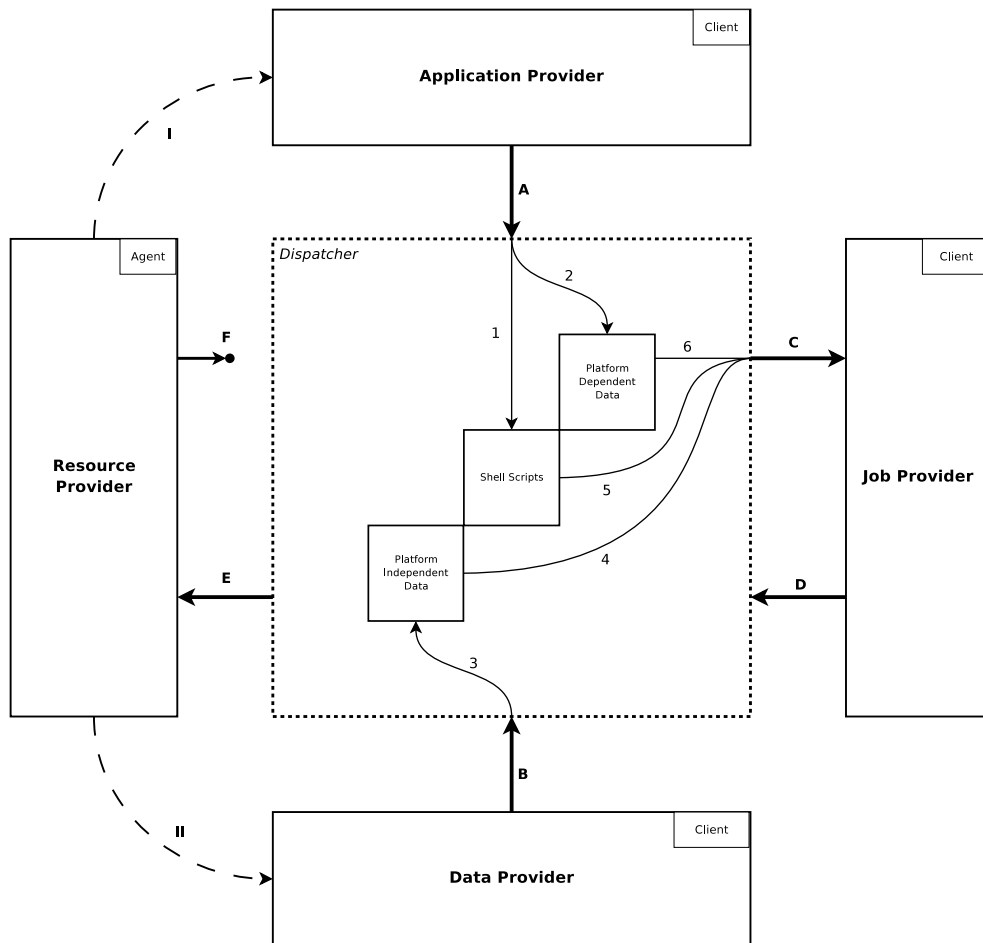 Client
Application Provider
I
A
Agent
Dispatcher
Client
2
1
F
6
C
Platform
Dependent
Data
Resource
Provider
Shell Scripts
5
Job Provider
Platform
Independent
Data
4
E
D
3
B
II
Client
Data Provider